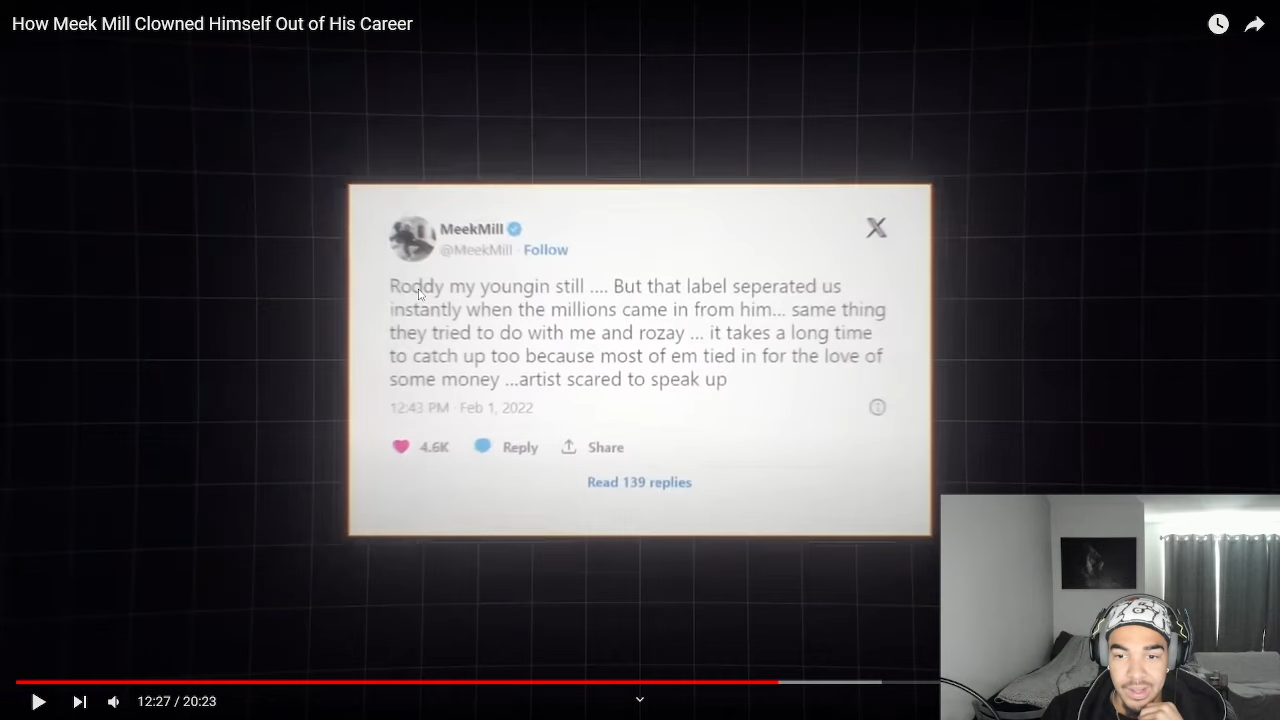 How Meek Mill Clowned Himself Out of His Career
MeekMill
@MeekMill · Follow
Roddy my youngin still .... But that label seperated us
instantly when the millions came in from him... same thing
they tried to do with me and rozay ... it takes a long time
to catch up too because most of em tied in for the love of
some money ...artist scared to speak up
12:43 PM · Feb 1, 2022
4.6K Reply Share
Read 139 replies
12:27 / 20:23